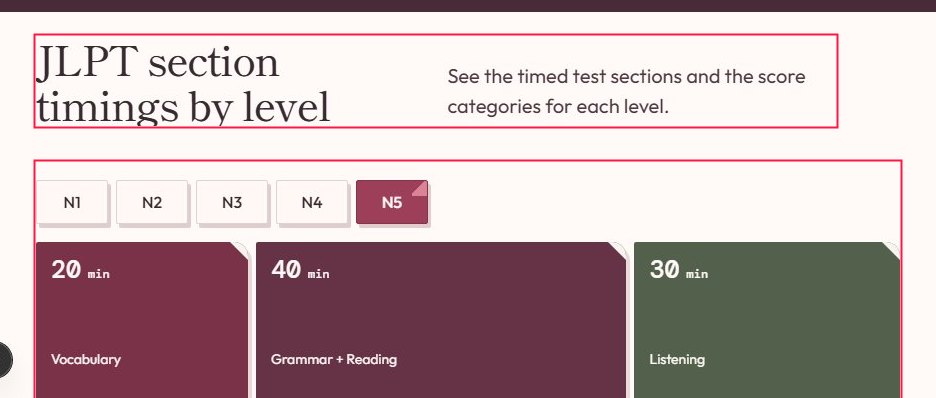 JLPT section
timings by level
See the timed test sections and the score
categories for each level.
N1 N2 N3 N4 N5
20 min 40 min 30 min
Vocabulary Grammar + Reading Listening